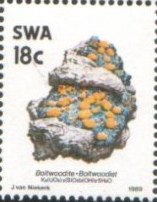 SWA
18c
Boltwoodite-Boltwoodiet
J van Niekerk 1989